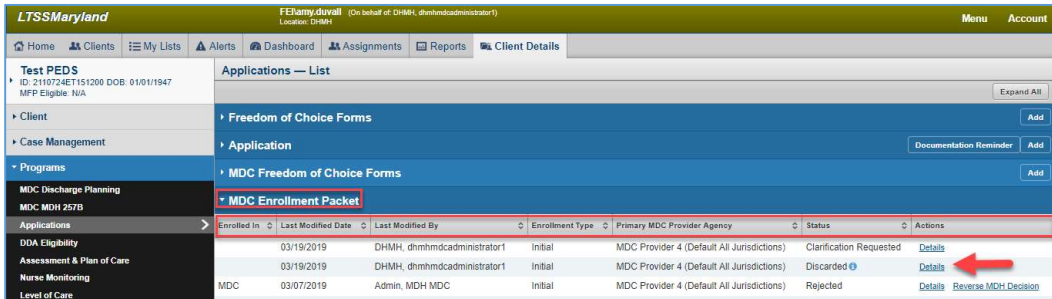 LTSSMaryland
FEI\amy.duvall (On behalf of: DHMH, dhmhmdcadministrator1)
Location: DHMH
Menu Account
Home Clients My Lists Alerts Dashboard Assignments Reports Client Details
Test PEDS
ID: 2110724ET151200 DOB: 01/01/1947
MFP Eligible: N/A
Applications — List
Expand All
Client
Case Management
Programs
MDC Discharge Planning
MDC MDH 257B
Applications
DDA Eligibility
Assessment & Plan of Care
Nurse Monitoring
Level of Care
Freedom of Choice Forms Add
Application Documentation Reminder Add
MDC Freedom of Choice Forms Add
MDC Enrollment Packet
Enrolled In Last Modified Date Last Modified By Enrollment Type Primary MDC Provider Agency Status Actions
03/19/2019 DHMH, dhmhmdcadministrator1 Initial MDC Provider 4 (Default All Jurisdictions) Clarification Requested Details
03/19/2019 DHMH, dhmhmdcadministrator1 Initial MDC Provider 4 (Default All Jurisdictions) Discarded Details
MDC 03/07/2019 Admin, MDH MDC Initial MDC Provider 4 (Default All Jurisdictions) Rejected Details Reverse MDH Decision